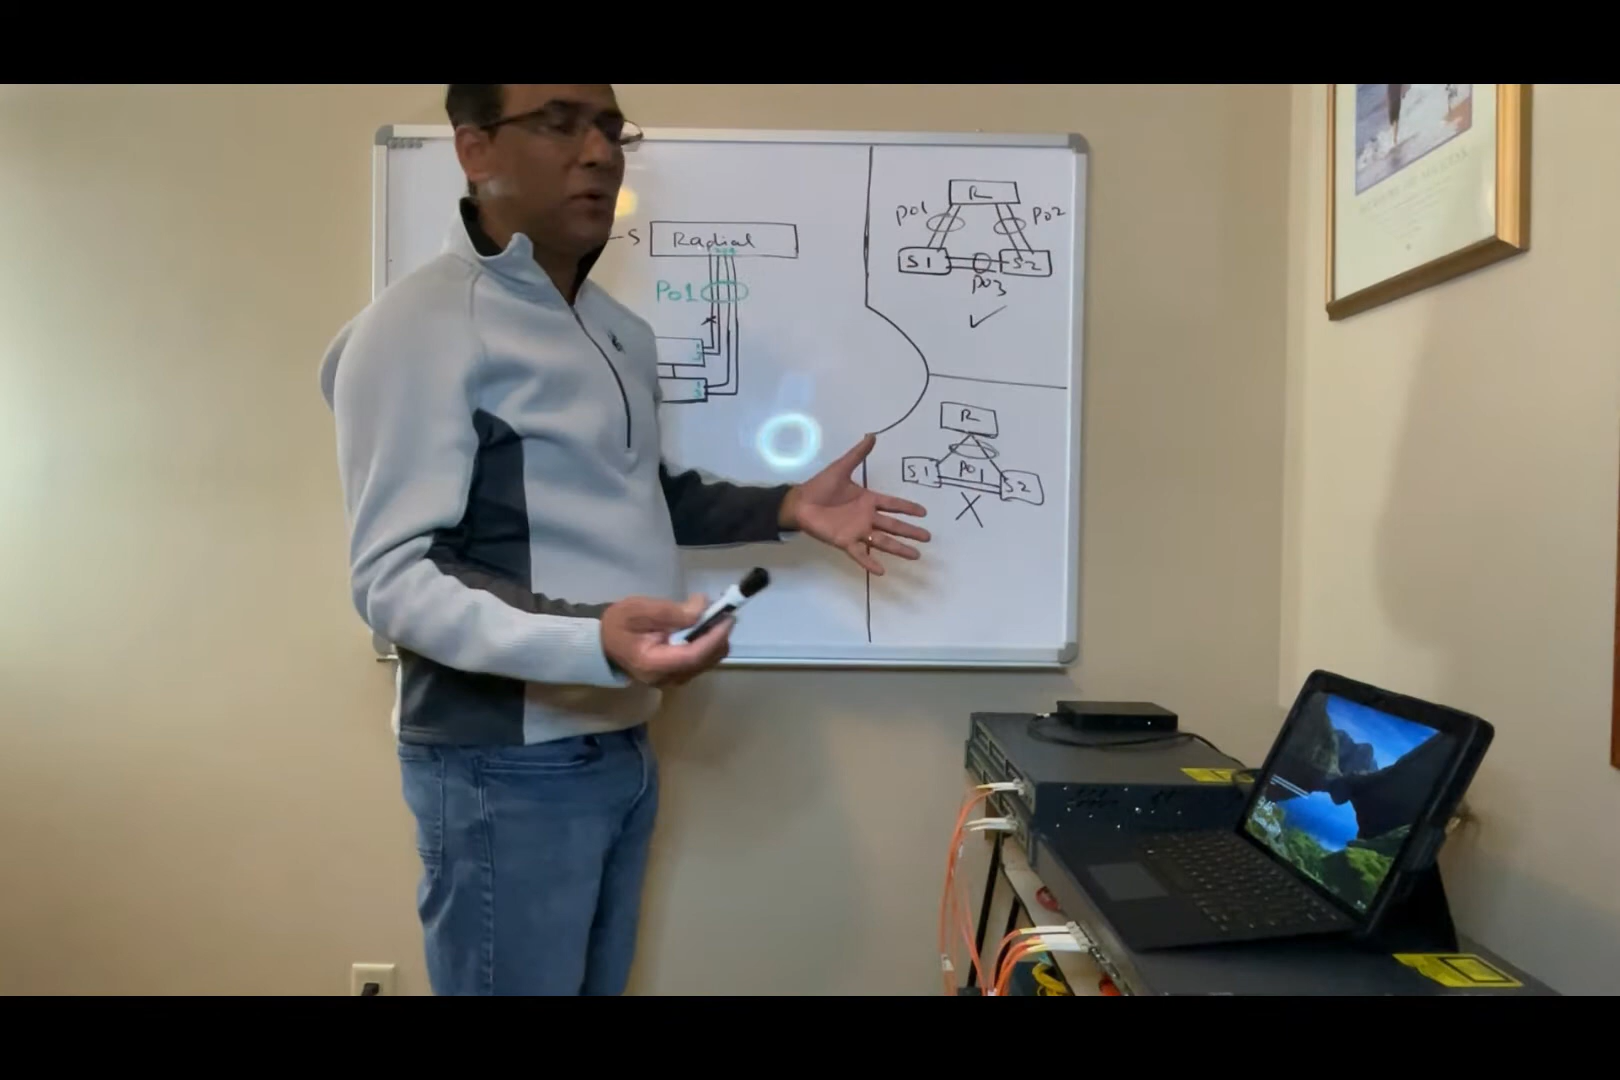 S Radial
Po1
R
Po1 Po2
S1 S2
Po3
R
S1 Po1 S2
X